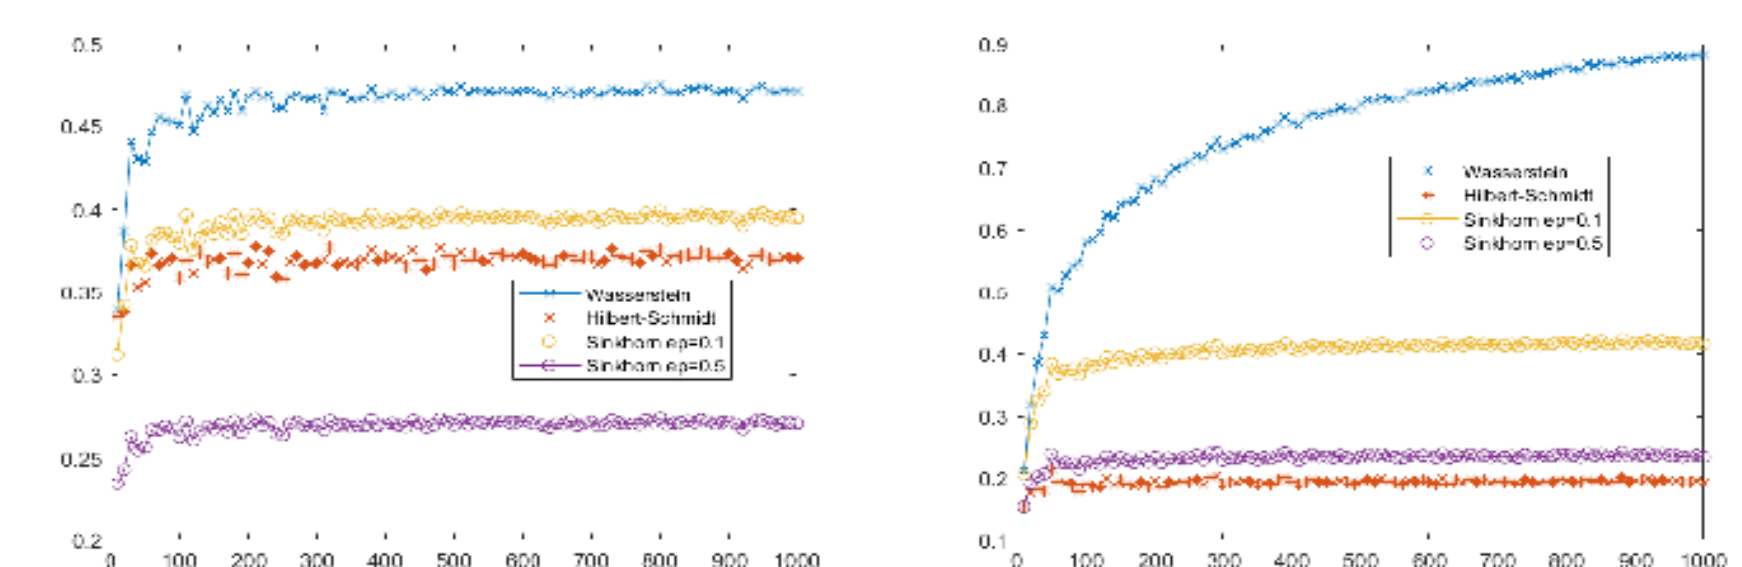 0.5
0.45
0.4
0.35
0.3
0.25
0.2
0 100 200 300 400 500 600 700 800 900 1000
Wasserstein
Hilbert-Schmidt
Sinkhorn ep=0.1
Sinkhorn ep=0.5
0.9
0.8
0.7
0.6
0.5
0.4
0.3
0.2
0.1
0 100 200 300 400 500 600 700 800 900 1000
Wasserstein
Hilbert-Schmidt
Sinkhorn ep=0.1
Sinkhorn ep=0.5